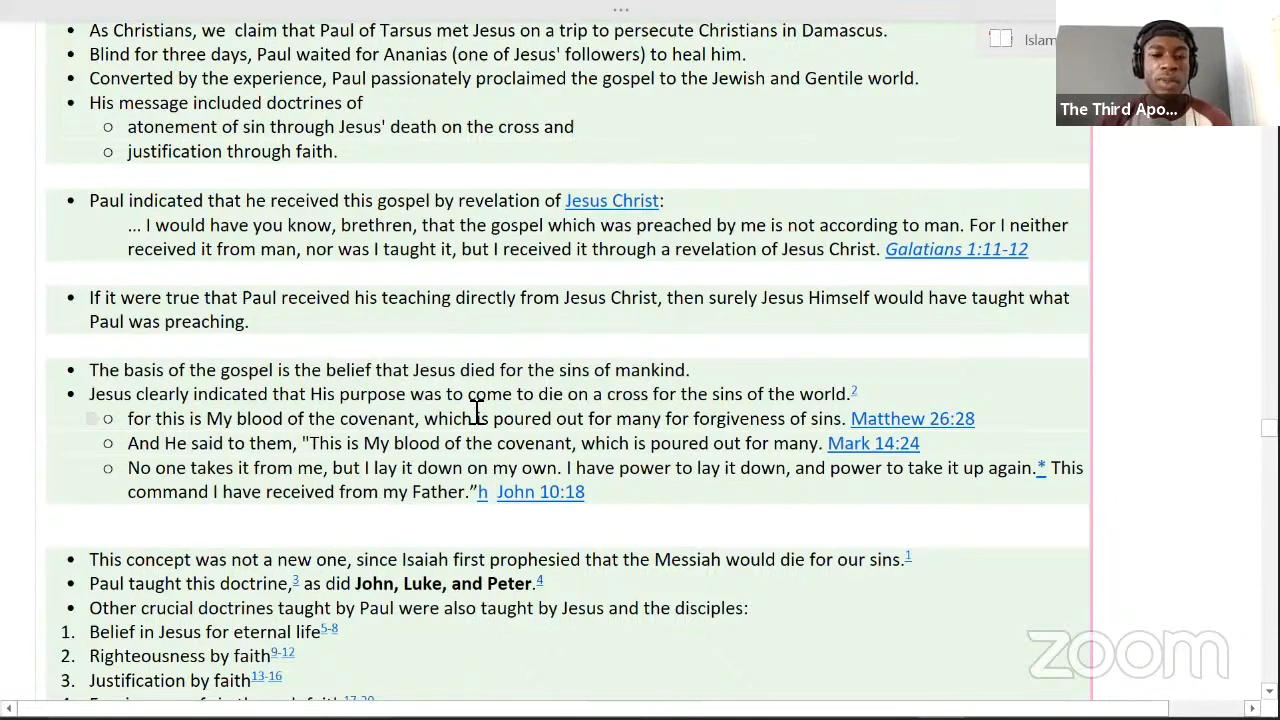 • As Christians, we  claim that Paul of Tarsus met Jesus on a trip to persecute Christians in Damascus.
Islam
The Third Apo...
• Blind for three days, Paul waited for Ananias (one of Jesus' followers) to heal him.
• Converted by the experience, Paul passionately proclaimed the gospel to the Jewish and Gentile world.
• His message included doctrines of
○ atonement of sin through Jesus' death on the cross and
○ justification through faith.
• Paul indicated that he received this gospel by revelation of Jesus Christ:
... I would have you know, brethren, that the gospel which was preached by me is not according to man. For I neither
received it from man, nor was I taught it, but I received it through a revelation of Jesus Christ. Galatians 1:11-12
• If it were true that Paul received his teaching directly from Jesus Christ, then surely Jesus Himself would have taught what
Paul was preaching.
• The basis of the gospel is the belief that Jesus died for the sins of mankind.
• Jesus clearly indicated that His purpose was to come to die on a cross for the sins of the world.2
○ for this is My blood of the covenant, which is poured out for many for forgiveness of sins. Matthew 26:28
○ And He said to them, "This is My blood of the covenant, which is poured out for many. Mark 14:24
○ No one takes it from me, but I lay it down on my own. I have power to lay it down, and power to take it up again.* This
command I have received from my Father.”h  John 10:18
• This concept was not a new one, since Isaiah first prophesied that the Messiah would die for our sins.1
• Paul taught this doctrine,3 as did John, Luke, and Peter.4
• Other crucial doctrines taught by Paul were also taught by Jesus and the disciples:
1. Belief in Jesus for eternal life5-8
2. Righteousness by faith9-12
3. Justification by faith13-16
zoom